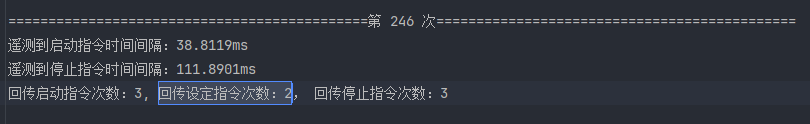 =============================================第 246 次=============================================
遥测到启动指令时间间隔：38.8119ms
遥测到停止指令时间间隔：111.8901ms
回传启动指令次数：3, 回传设定指令次数：2， 回传停止指令次数：3